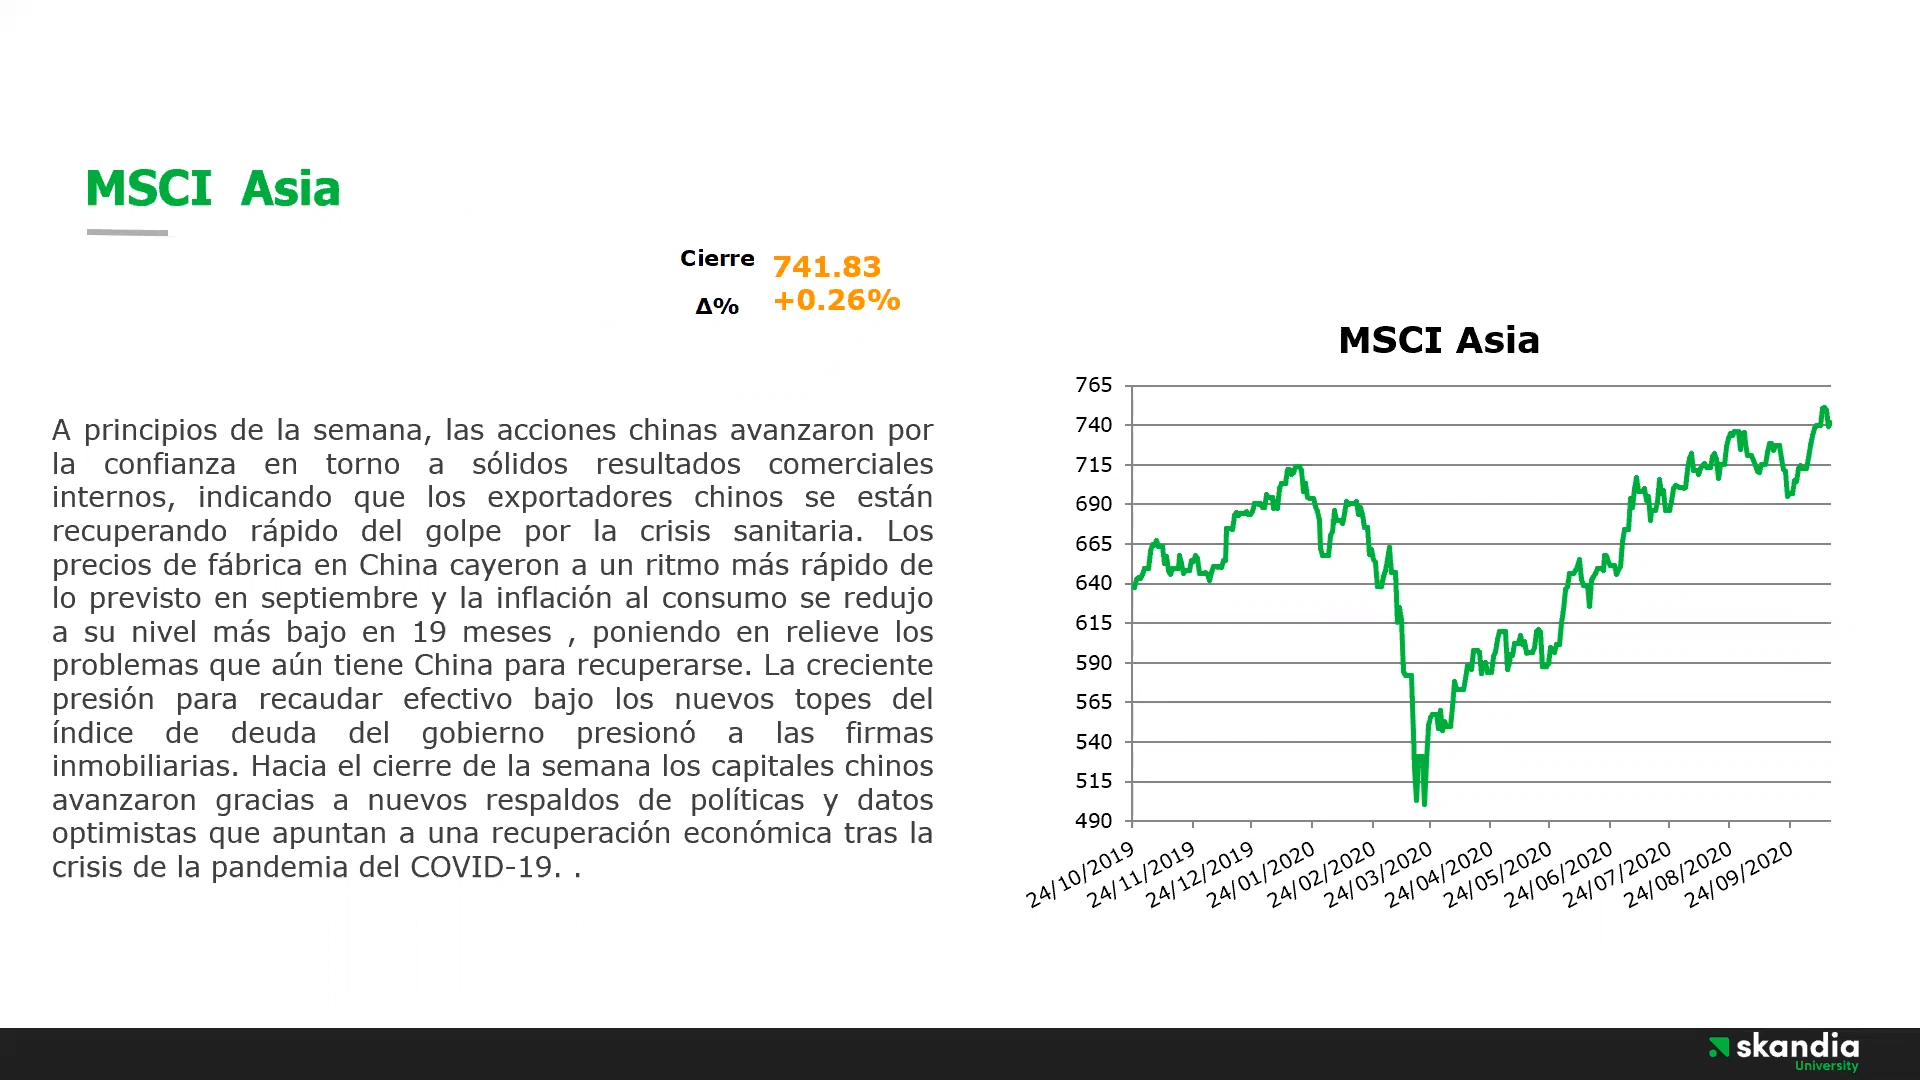 MSCI  Asia
Cierre 741.83
Δ% +0.26%
A principios de la semana, las acciones chinas avanzaron por
la confianza en torno a sólidos resultados comerciales
internos, indicando que los exportadores chinos se están
recuperando rápido del golpe por la crisis sanitaria. Los
precios de fábrica en China cayeron a un ritmo más rápido de
lo previsto en septiembre y la inflación al consumo se redujo
a su nivel más bajo en 19 meses , poniendo en relieve los
problemas que aún tiene China para recuperarse. La creciente
presión para recaudar efectivo bajo los nuevos topes del
índice de deuda del gobierno presionó a las firmas
inmobiliarias. Hacia el cierre de la semana los capitales chinos
avanzaron gracias a nuevos respaldos de políticas y datos
optimistas que apuntan a una recuperación económica tras la
crisis de la pandemia del COVID-19. .
MSCI Asia
765
740
715
690
665
640
615
590
565
540
515
490
24/10/2019
24/11/2019
24/12/2019
24/01/2020
24/02/2020
24/03/2020
24/04/2020
24/05/2020
24/06/2020
24/07/2020
24/08/2020
24/09/2020
skandia
University